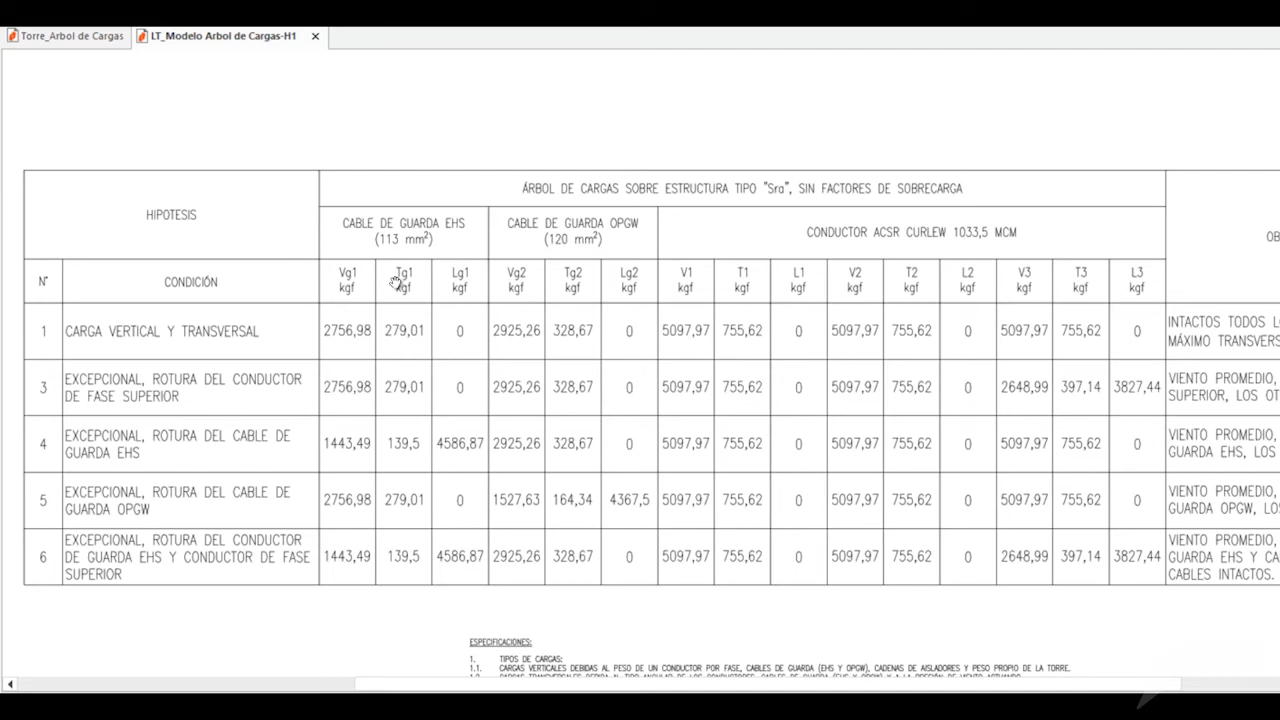 Torre_Arbol de Cargas
LT_Modelo Arbol de Cargas-H1
HIPOTESIS
ÁRBOL DE CARGAS SOBRE ESTRUCTURA TIPO "Sra", SIN FACTORES DE SOBRECARGA
CABLE DE GUARDA EHS
(113 mm²)
CABLE DE GUARDA OPGW
(120 mm²)
CONDUCTOR ACSR CURLEW 1033,5 MCM
OB
N° CONDICIÓN
Vg1 Tg1 Lg1 Vg2 Tg2 Lg2 V1 T1 L1 V2 T2 L2 V3 T3 L3
kgf kgf kgf kgf kgf kgf kgf kgf kgf kgf kgf kgf kgf kgf kgf
1 CARGA VERTICAL Y TRANSVERSAL 2756,98 279,01 0 2925,26 328,67 0 5097,97 755,62 0 5097,97 755,62 0 5097,97 755,62 0
INTACTOS TODOS L
MÁXIMO TRANSVERS
3 EXCEPCIONAL, ROTURA DEL CONDUCTOR
DE FASE SUPERIOR
2756,98 279,01 0 2925,26 328,67 0 5097,97 755,62 0 5097,97 755,62 0 2648,99 397,14 3827,44
VIENTO PROMEDIO,
SUPERIOR, LOS OT
4 EXCEPCIONAL, ROTURA DEL CABLE DE
GUARDA EHS
1443,49 139,5 4586,87 2925,26 328,67 0 5097,97 755,62 0 5097,97 755,62 0 5097,97 755,62 0
VIENTO PROMEDIO,
GUARDA EHS, LOS
5 EXCEPCIONAL, ROTURA DEL CABLE DE
GUARDA OPGW
2756,98 279,01 0 1527,63 164,34 4367,5 5097,97 755,62 0 5097,97 755,62 0 5097,97 755,62 0
VIENTO PROMEDIO,
GUARDA OPGW, LO
6 EXCEPCIONAL, ROTURA DEL CONDUCTOR
DE GUARDA EHS Y CONDUCTOR DE FASE
SUPERIOR
1443,49 139,5 4586,87 2925,26 328,67 0 5097,97 755,62 0 5097,97 755,62 0 2648,99 397,14 3827,44
VIENTO PROMEDIO,
GUARDA EHS Y CA
CABLES INTACTOS.
ESPECIFICACIONES:
1. TIPOS DE CARGAS:
1.1. CARGAS VERTICALES DEBIDAS AL PESO DE UN CONDUCTOR POR FASE, CABLES DE GUARDA (EHS Y OPGW), CADENAS DE AISLADORES Y PESO PROPIO DE LA TORRE.